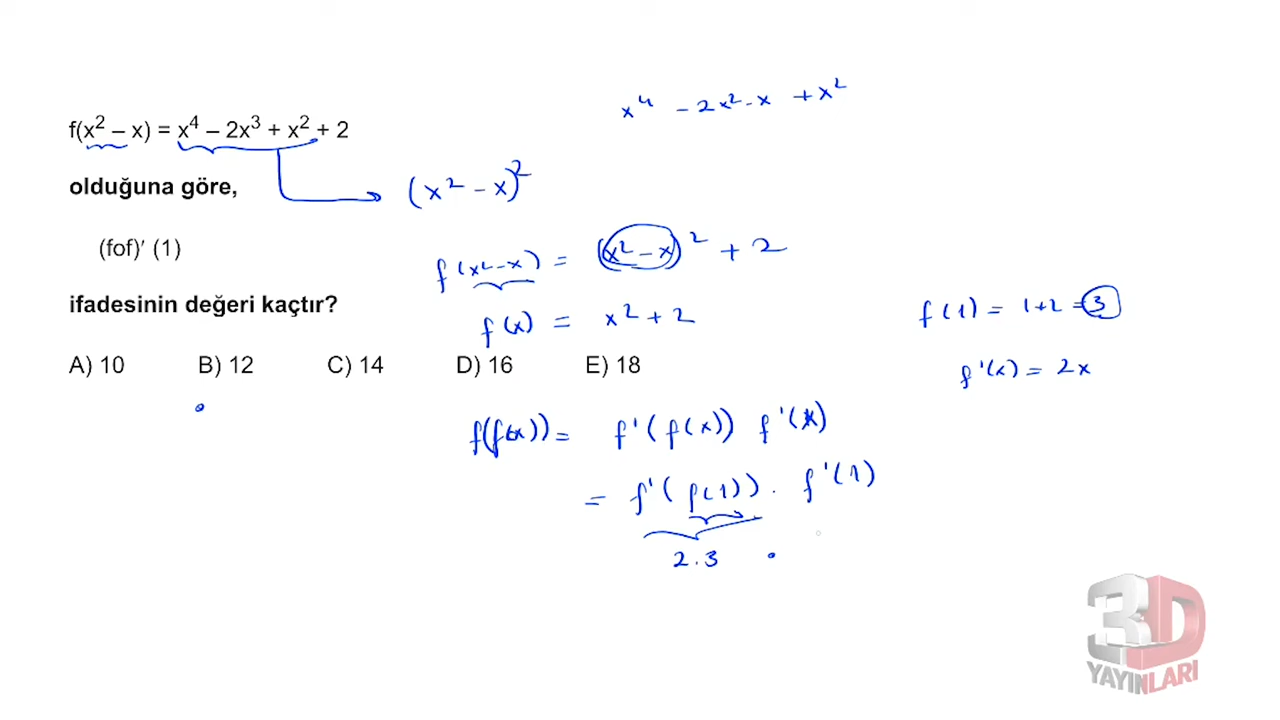 x⁴ - 2x² - x + x²
f(x² – x) = x⁴ – 2x³ + x² + 2
(x² - x)²
olduğuna göre,
(fof)′ (1)
f(x² - x) = (x² - x)² + 2
ifadesinin değeri kaçtır?
f(1) = 1+2 = 3
f(x) = x² + 2
A) 10 B) 12 C) 14 D) 16 E) 18
f'(x) = 2x
f(f(x)) = f'(f(x)) f'(x)
= f'(f(1)) . f'(1)
2.3 .
3D
YAYINLARI